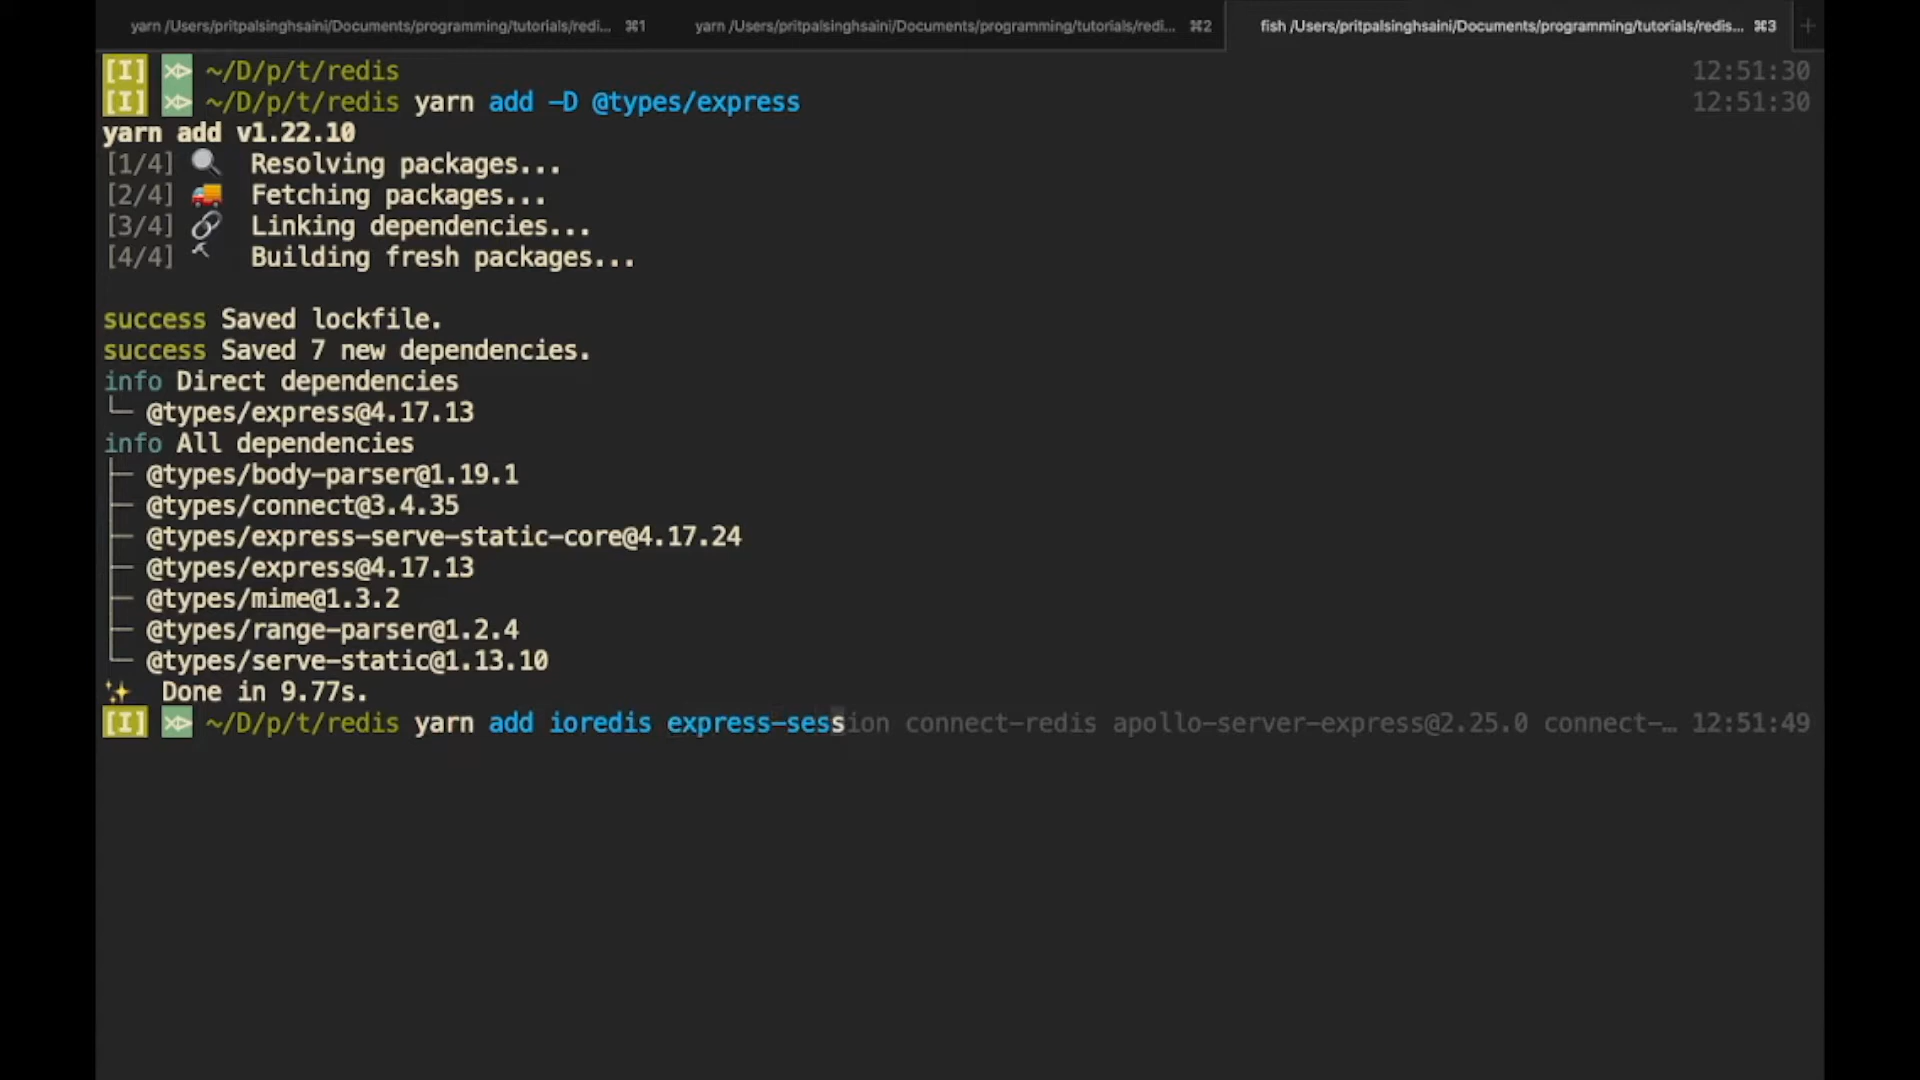 yarn /Users/pritpalsinghsaini/Documents/programming/tutorials/redi... ⌘1 yarn /Users/pritpalsinghsaini/Documents/programming/tutorials/redi... ⌘2 fish /Users/pritpalsinghsaini/Documents/programming/tutorials/redis... ⌘3 +
[I] ~/D/p/t/redis 12:51:30
[I] ~/D/p/t/redis yarn add -D @types/express 12:51:30
yarn add v1.22.10
[1/4] 🔍 Resolving packages...
[2/4] 🚚 Fetching packages...
[3/4] 🔗 Linking dependencies...
[4/4] 🔨 Building fresh packages...
success Saved lockfile.
success Saved 7 new dependencies.
info Direct dependencies
└─ @types/express@4.17.13
info All dependencies
├─ @types/body-parser@1.19.1
├─ @types/connect@3.4.35
├─ @types/express-serve-static-core@4.17.24
├─ @types/express@4.17.13
├─ @types/mime@1.3.2
├─ @types/range-parser@1.2.4
└─ @types/serve-static@1.13.10
✨ Done in 9.77s.
[I] ~/D/p/t/redis yarn add ioredis express-session connect-redis apollo-server-express@2.25.0 connect-… 12:51:49